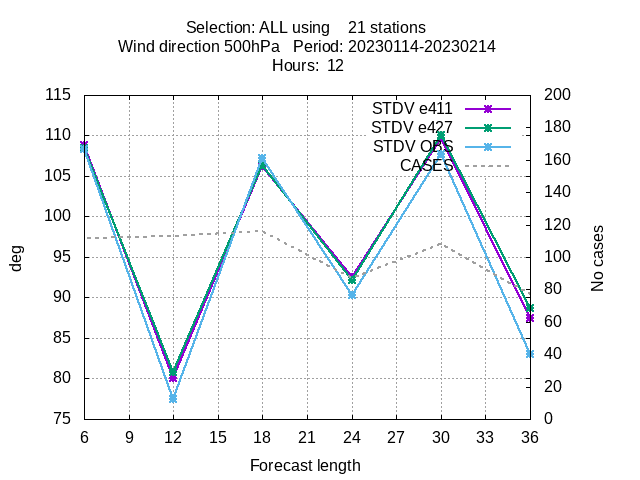 Selection: ALL using    21 stations
Wind direction 500hPa   Period: 20230114-20230214
Hours:  12
115
110
105
100
95
90
85
80
75
200
180
160
140
120
100
80
60
40
20
0
STDV e411
STDV e427
STDV OBS
CASES
deg
No cases
6 9 12 15 18 21 24 27 30 33 36
Forecast length